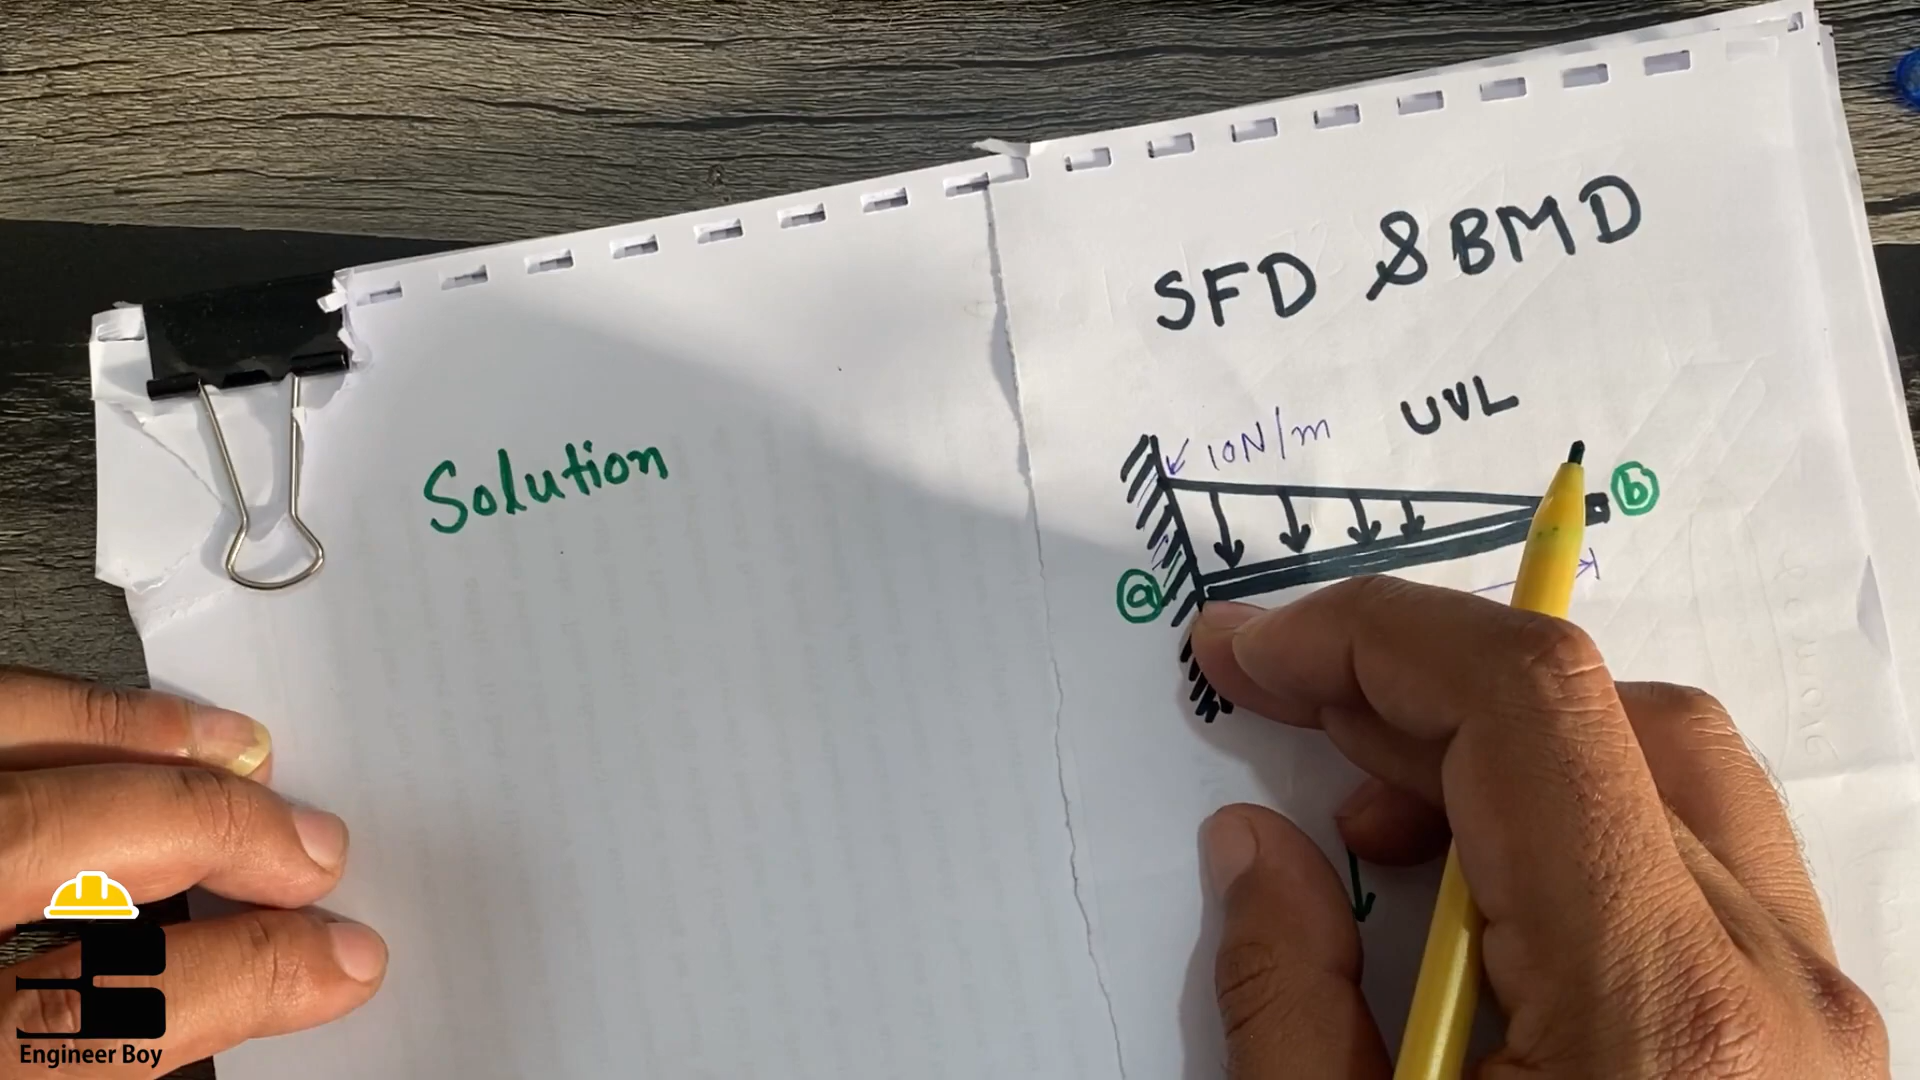 SFD & BMD
UVL
10N/m
b
a
Solution
Engineer Boy